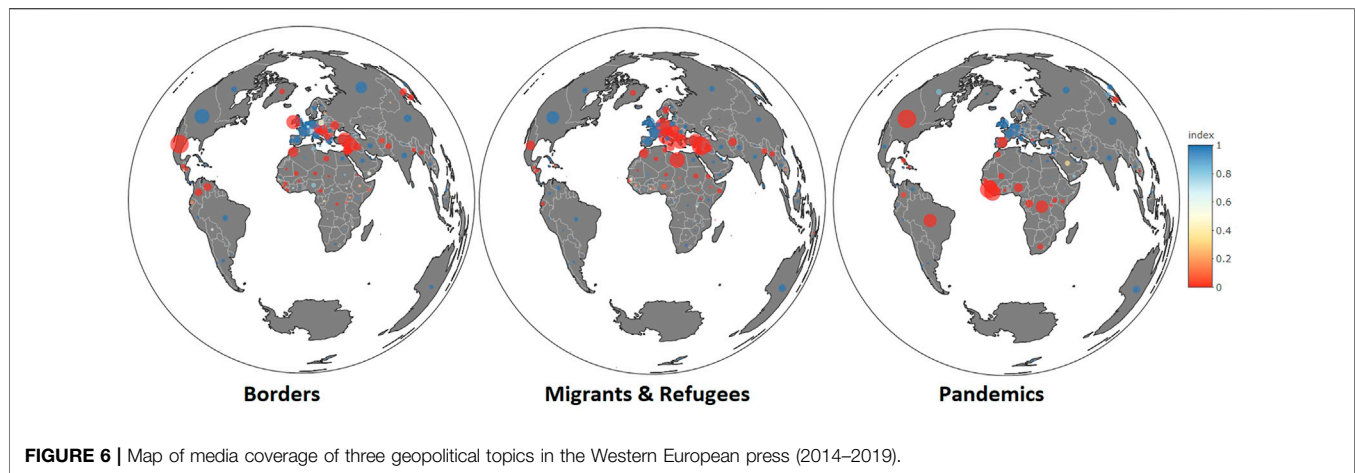 index
1
0.8
0.6
0.4
0.2
0
Borders
Migrants & Refugees
Pandemics
FIGURE 6 | Map of media coverage of three geopolitical topics in the Western European press (2014–2019).